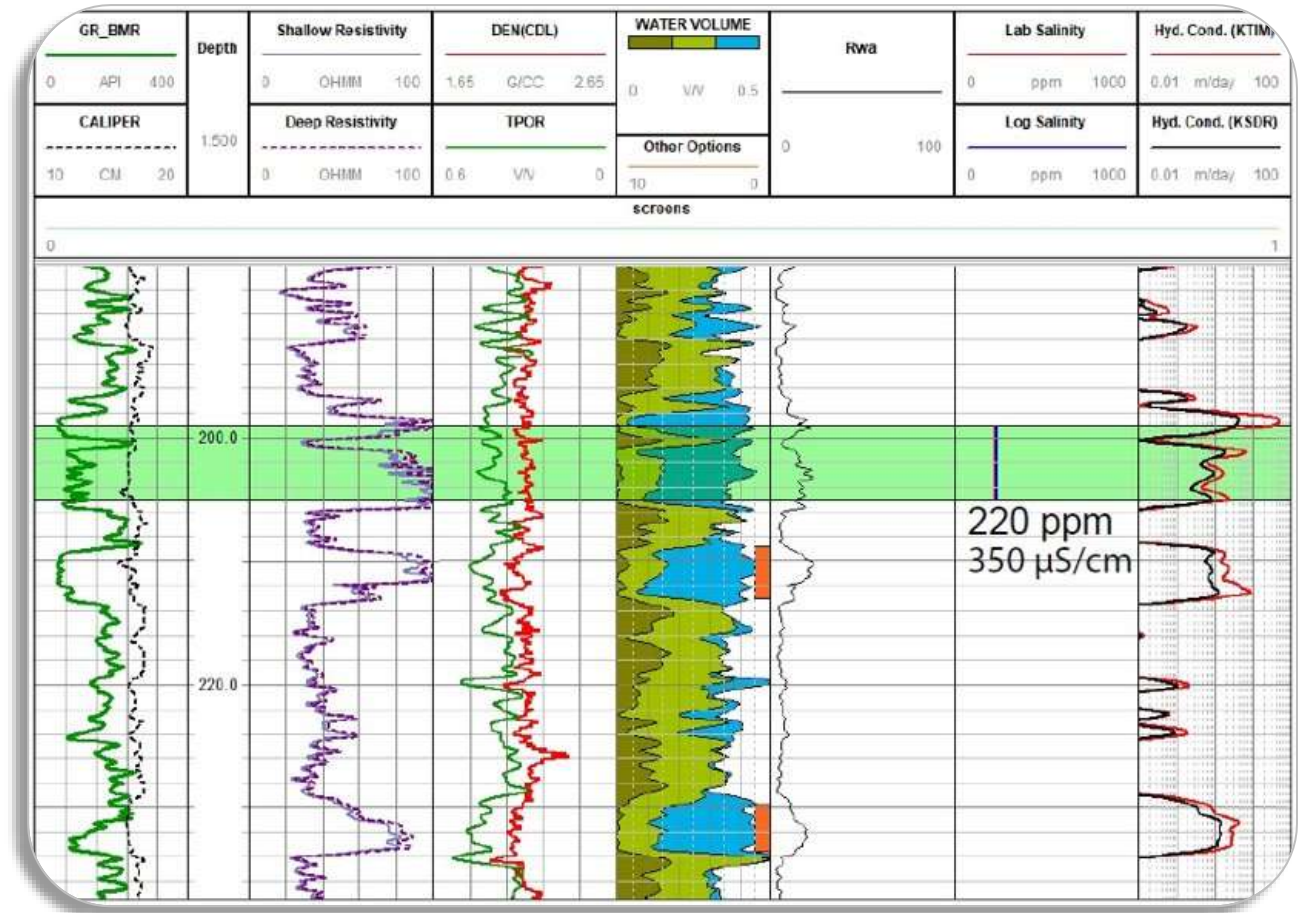 GR_BMR
0 API 400
CALIPER
10 CM 20
Depth
1:500
Shallow Resistivity
0 OHMM 100
Deep Resistivity
0 OHMM 100
DEN(CDL)
1.65 G/CC 2.65
TPOR
0.6 V/V 0
WATER VOLUME
0 V/V 0.5
Other Options
10 0
Rwa
0 100
Lab Salinity
0 ppm 1000
Log Salinity
0 ppm 1000
Hyd. Cond. (KTIM)
0.01 m/day 100
Hyd. Cond. (KSDR)
0.01 m/day 100
screens
0 1
200.0
220 ppm
350 µS/cm
220.0